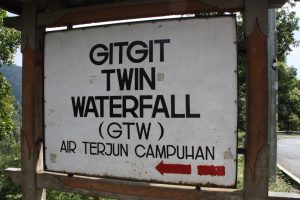 GITGIT
TWIN
WATERFALL
(GTW)
AIR TERJUN CAMPUHAN